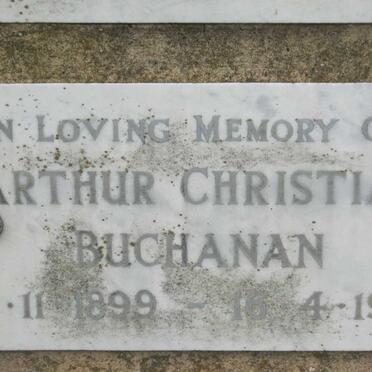 N LOVING MEMORY O
ARTHUR CHRISTIA
BUCHANAN
11 · 1899 - 16 · 4 · 19